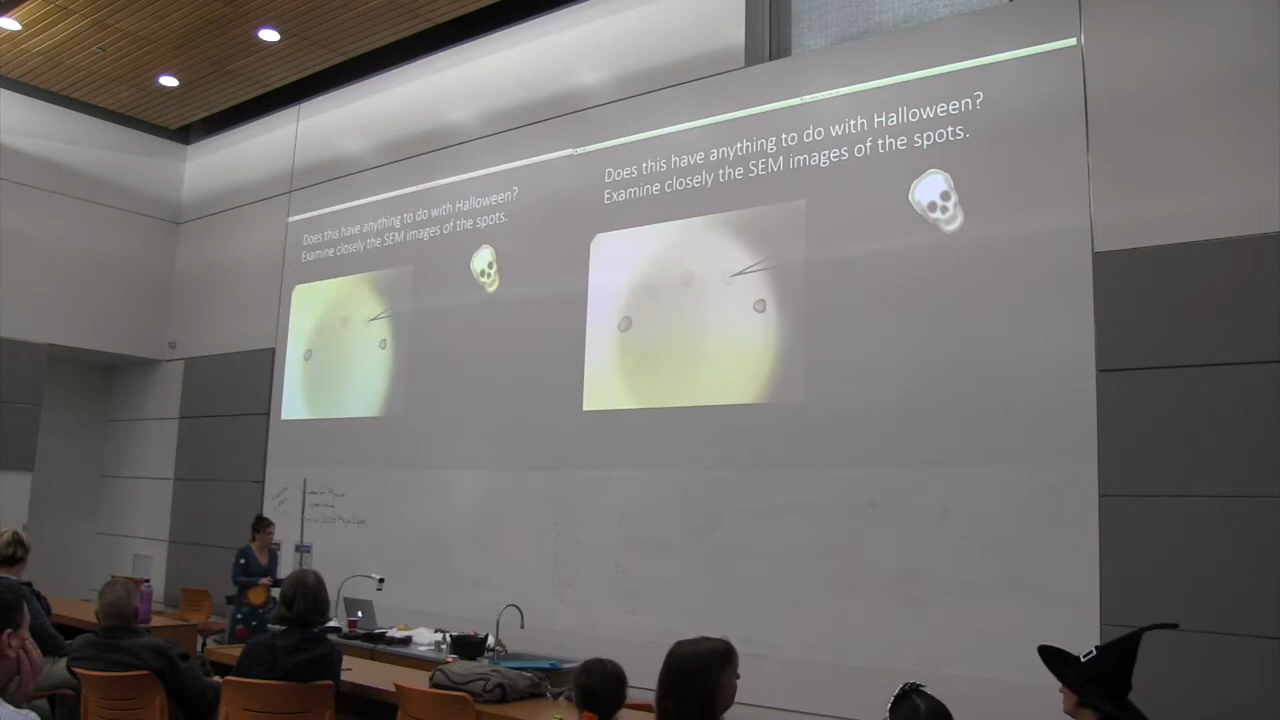 Does this have anything to do with Halloween?
Examine closely the SEM images of the spots.
Does this have anything to do with Halloween?
Examine closely the SEM images of the spots.